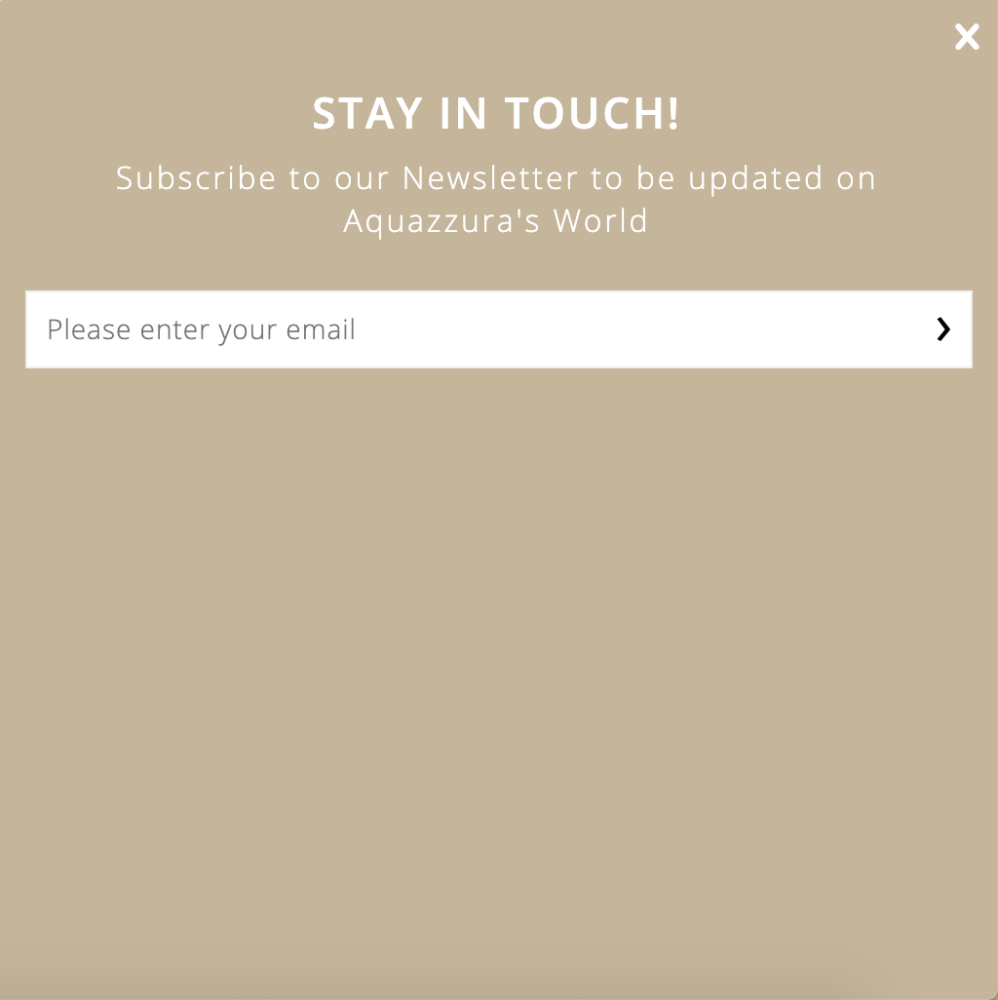 STAY IN TOUCH!
Subscribe to our Newsletter to be updated on
Aquazzura's World
Please enter your email